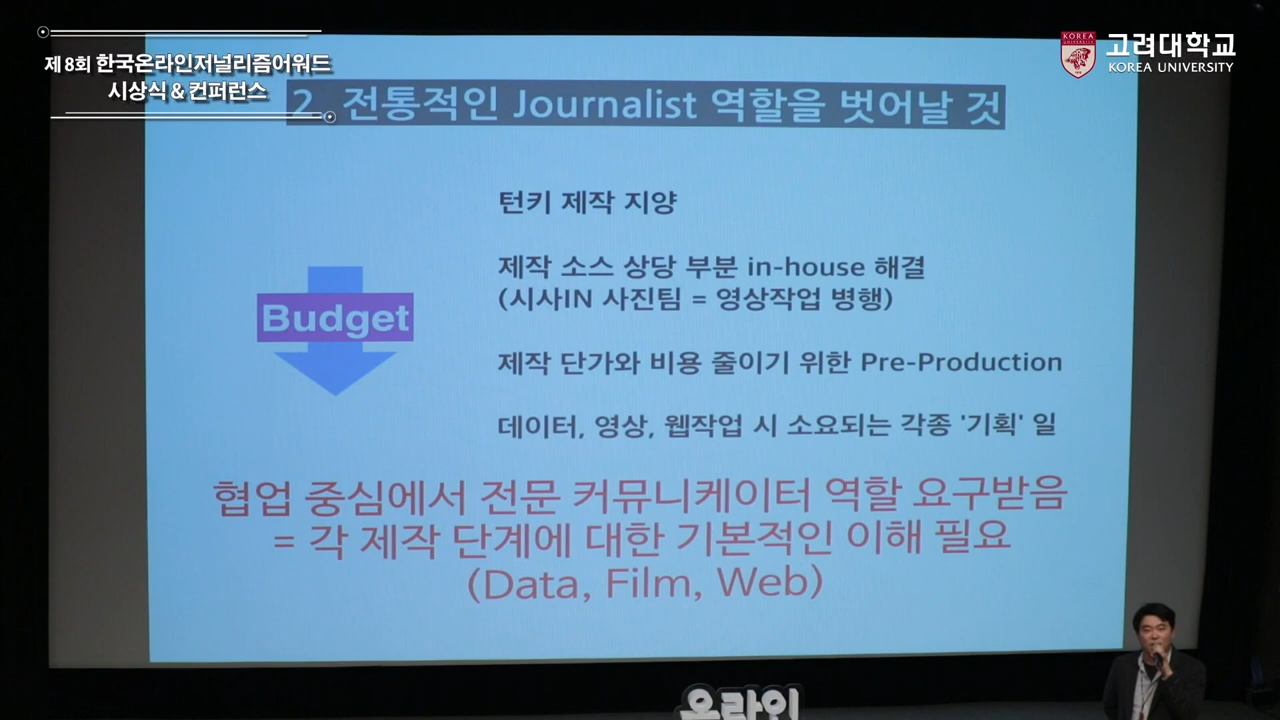 제 8회 한국온라인저널리즘어워드
시상식 & 컨퍼런스
KOREA
UNIVERSITY
고려대학교
KOREA UNIVERSITY
2. 전통적인 Journalist 역할을 벗어날 것
턴키 제작 지양
제작 소스 상당 부분 in-house 해결
(시사IN 사진팀 = 영상작업 병행)
Budget
제작 단가와 비용 줄이기 위한 Pre-Production
데이터, 영상, 웹작업 시 소요되는 각종 '기획' 일
협업 중심에서 전문 커뮤니케이터 역할 요구받음
= 각 제작 단계에 대한 기본적인 이해 필요
(Data, Film, Web)
온라인